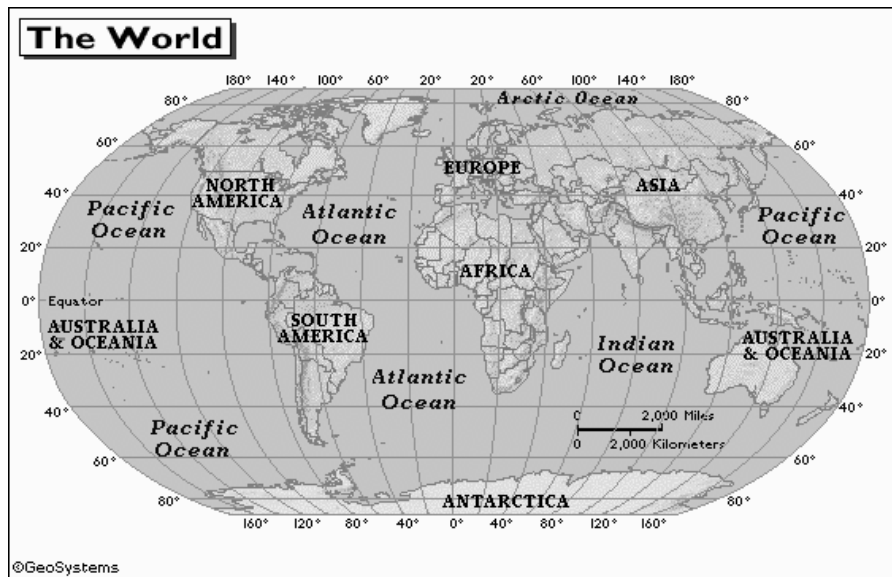 The World
180° 140° 100° 60° 20° 20° 60° 100° 140° 180°
Arctic Ocean
80° 80°
60° 60°
EUROPE
NORTH
AMERICA
ASIA
40° 40°
Pacific
Ocean
Atlantic
Ocean
Pacific
Ocean
20° 20°
AFRICA
0° Equator 0°
AUSTRALIA
& OCEANIA
SOUTH
AMERICA
Indian
Ocean
AUSTRALIA
& OCEANIA
20° 20°
Atlantic
Ocean
40° 40°
0 2,000 Miles
0 2,000 Kilometers
Pacific
Ocean
60° 60°
80° 80°
ANTARCTICA
160° 120° 80° 40° 0° 40° 80° 120° 160°
©GeoSystems